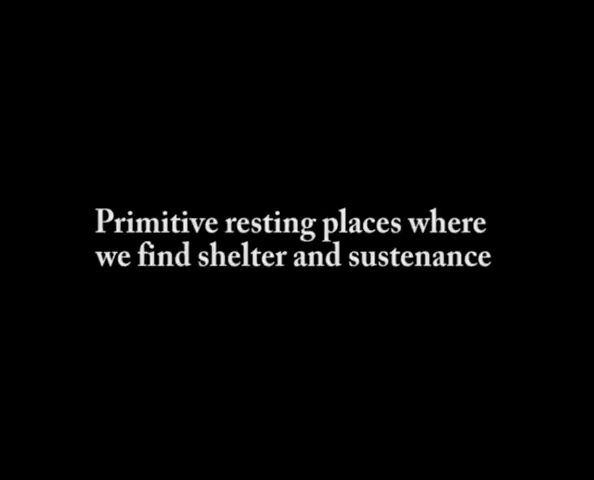 Primitive resting places where
we find shelter and sustenance